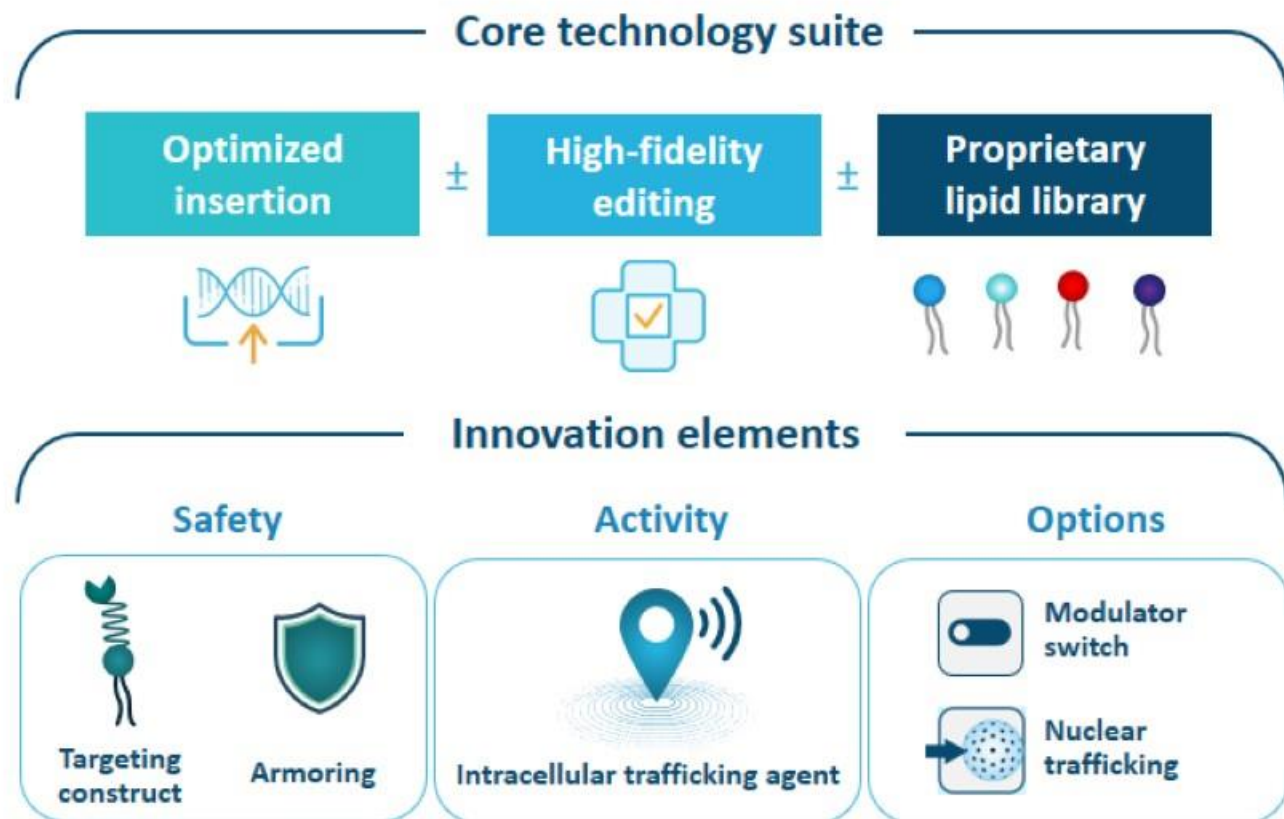 Core technology suite
Optimized
insertion
±
High-fidelity
editing
±
Proprietary
lipid library
Innovation elements
Safety
Targeting
construct
Armoring
Activity
Intracellular trafficking agent
Options
Modulator
switch
Nuclear
trafficking